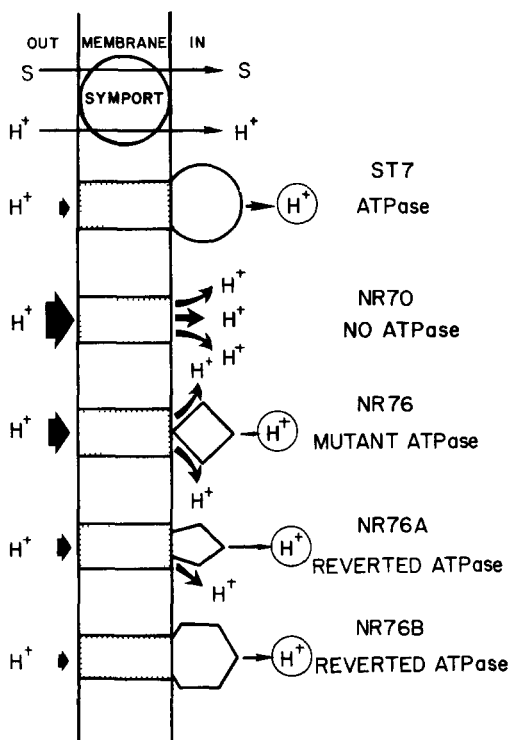 OUT MEMBRANE IN
S S
SYMPORT
H⁺ H⁺
ST7
H⁺ H⁺ ATPase
H⁺
NR70
H⁺ H⁺
NO ATPase
H⁺
H⁺
NR76
H⁺ H⁺
MUTANT ATPase
H⁺
NR76A
H⁺ H⁺
REVERTED ATPase
H⁺
NR76B
H⁺ H⁺ REVERTED ATPase